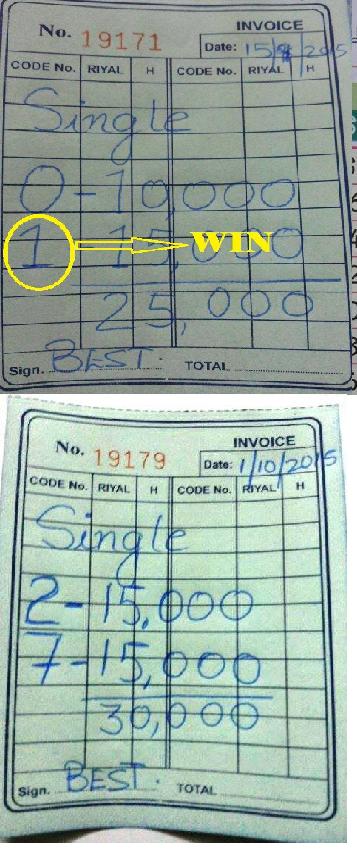 No. 19171
INVOICE
Date: 15/ /2015
CODE No. RIYAL H CODE No. RIYAL H
Single
0-10,000
1 15,000 WIN
25,000
Sign. BEST. TOTAL
No. 19179
INVOICE
Date: 1/10/2015
CODE No. RIYAL H CODE No. RIYAL H
Single
2-15,000
7-15,000
30,000
Sign. BEST. TOTAL